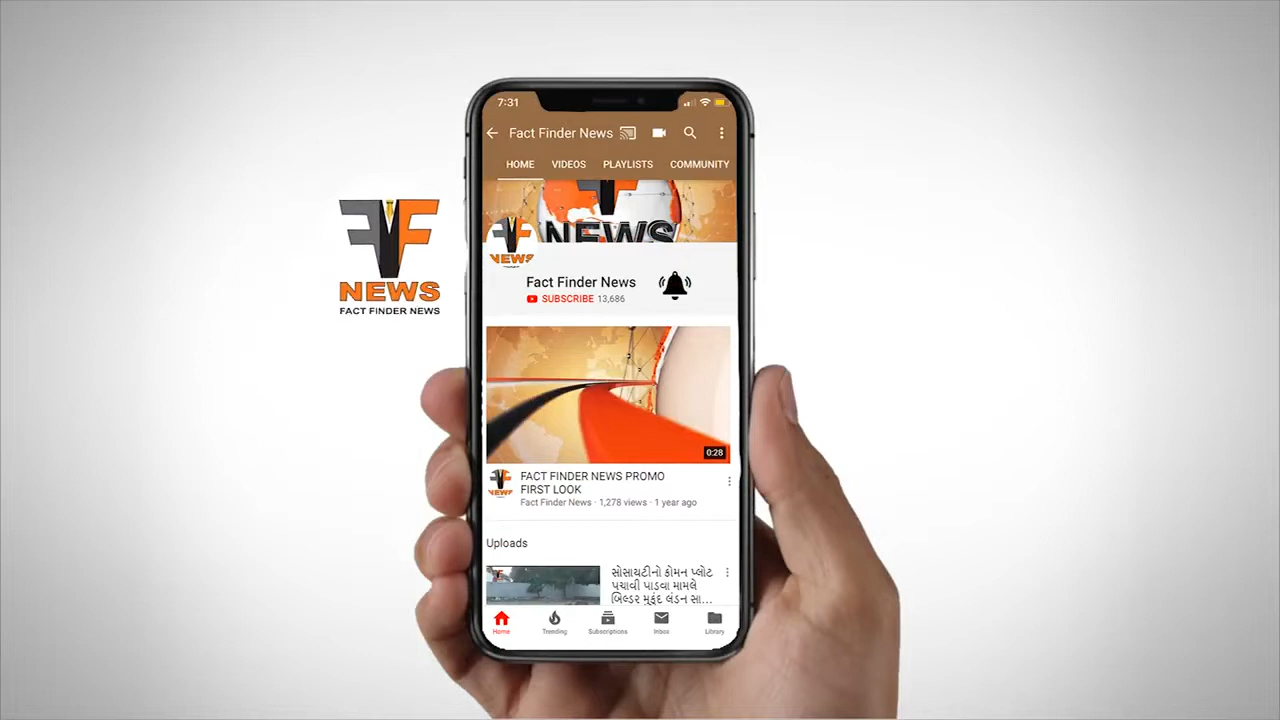 7:31
Fact Finder News
HOME VIDEOS PLAYLISTS COMMUNITY
FF
NEWS
FACT FINDER NEWS
NEWS
NEWS
Fact Finder News
SUBSCRIBE 13,686
0:28
FACT FINDER NEWS PROMO
FIRST LOOK
NEWS
Fact Finder News · 1,278 views · 1 year ago
Uploads
સોસાયટીનો કોમન પ્લોટ
પચાવી પાડવા મામલે
બિલ્ડર મુકુંદ લંડન સા...
Home Trending Subscriptions Inbox Library